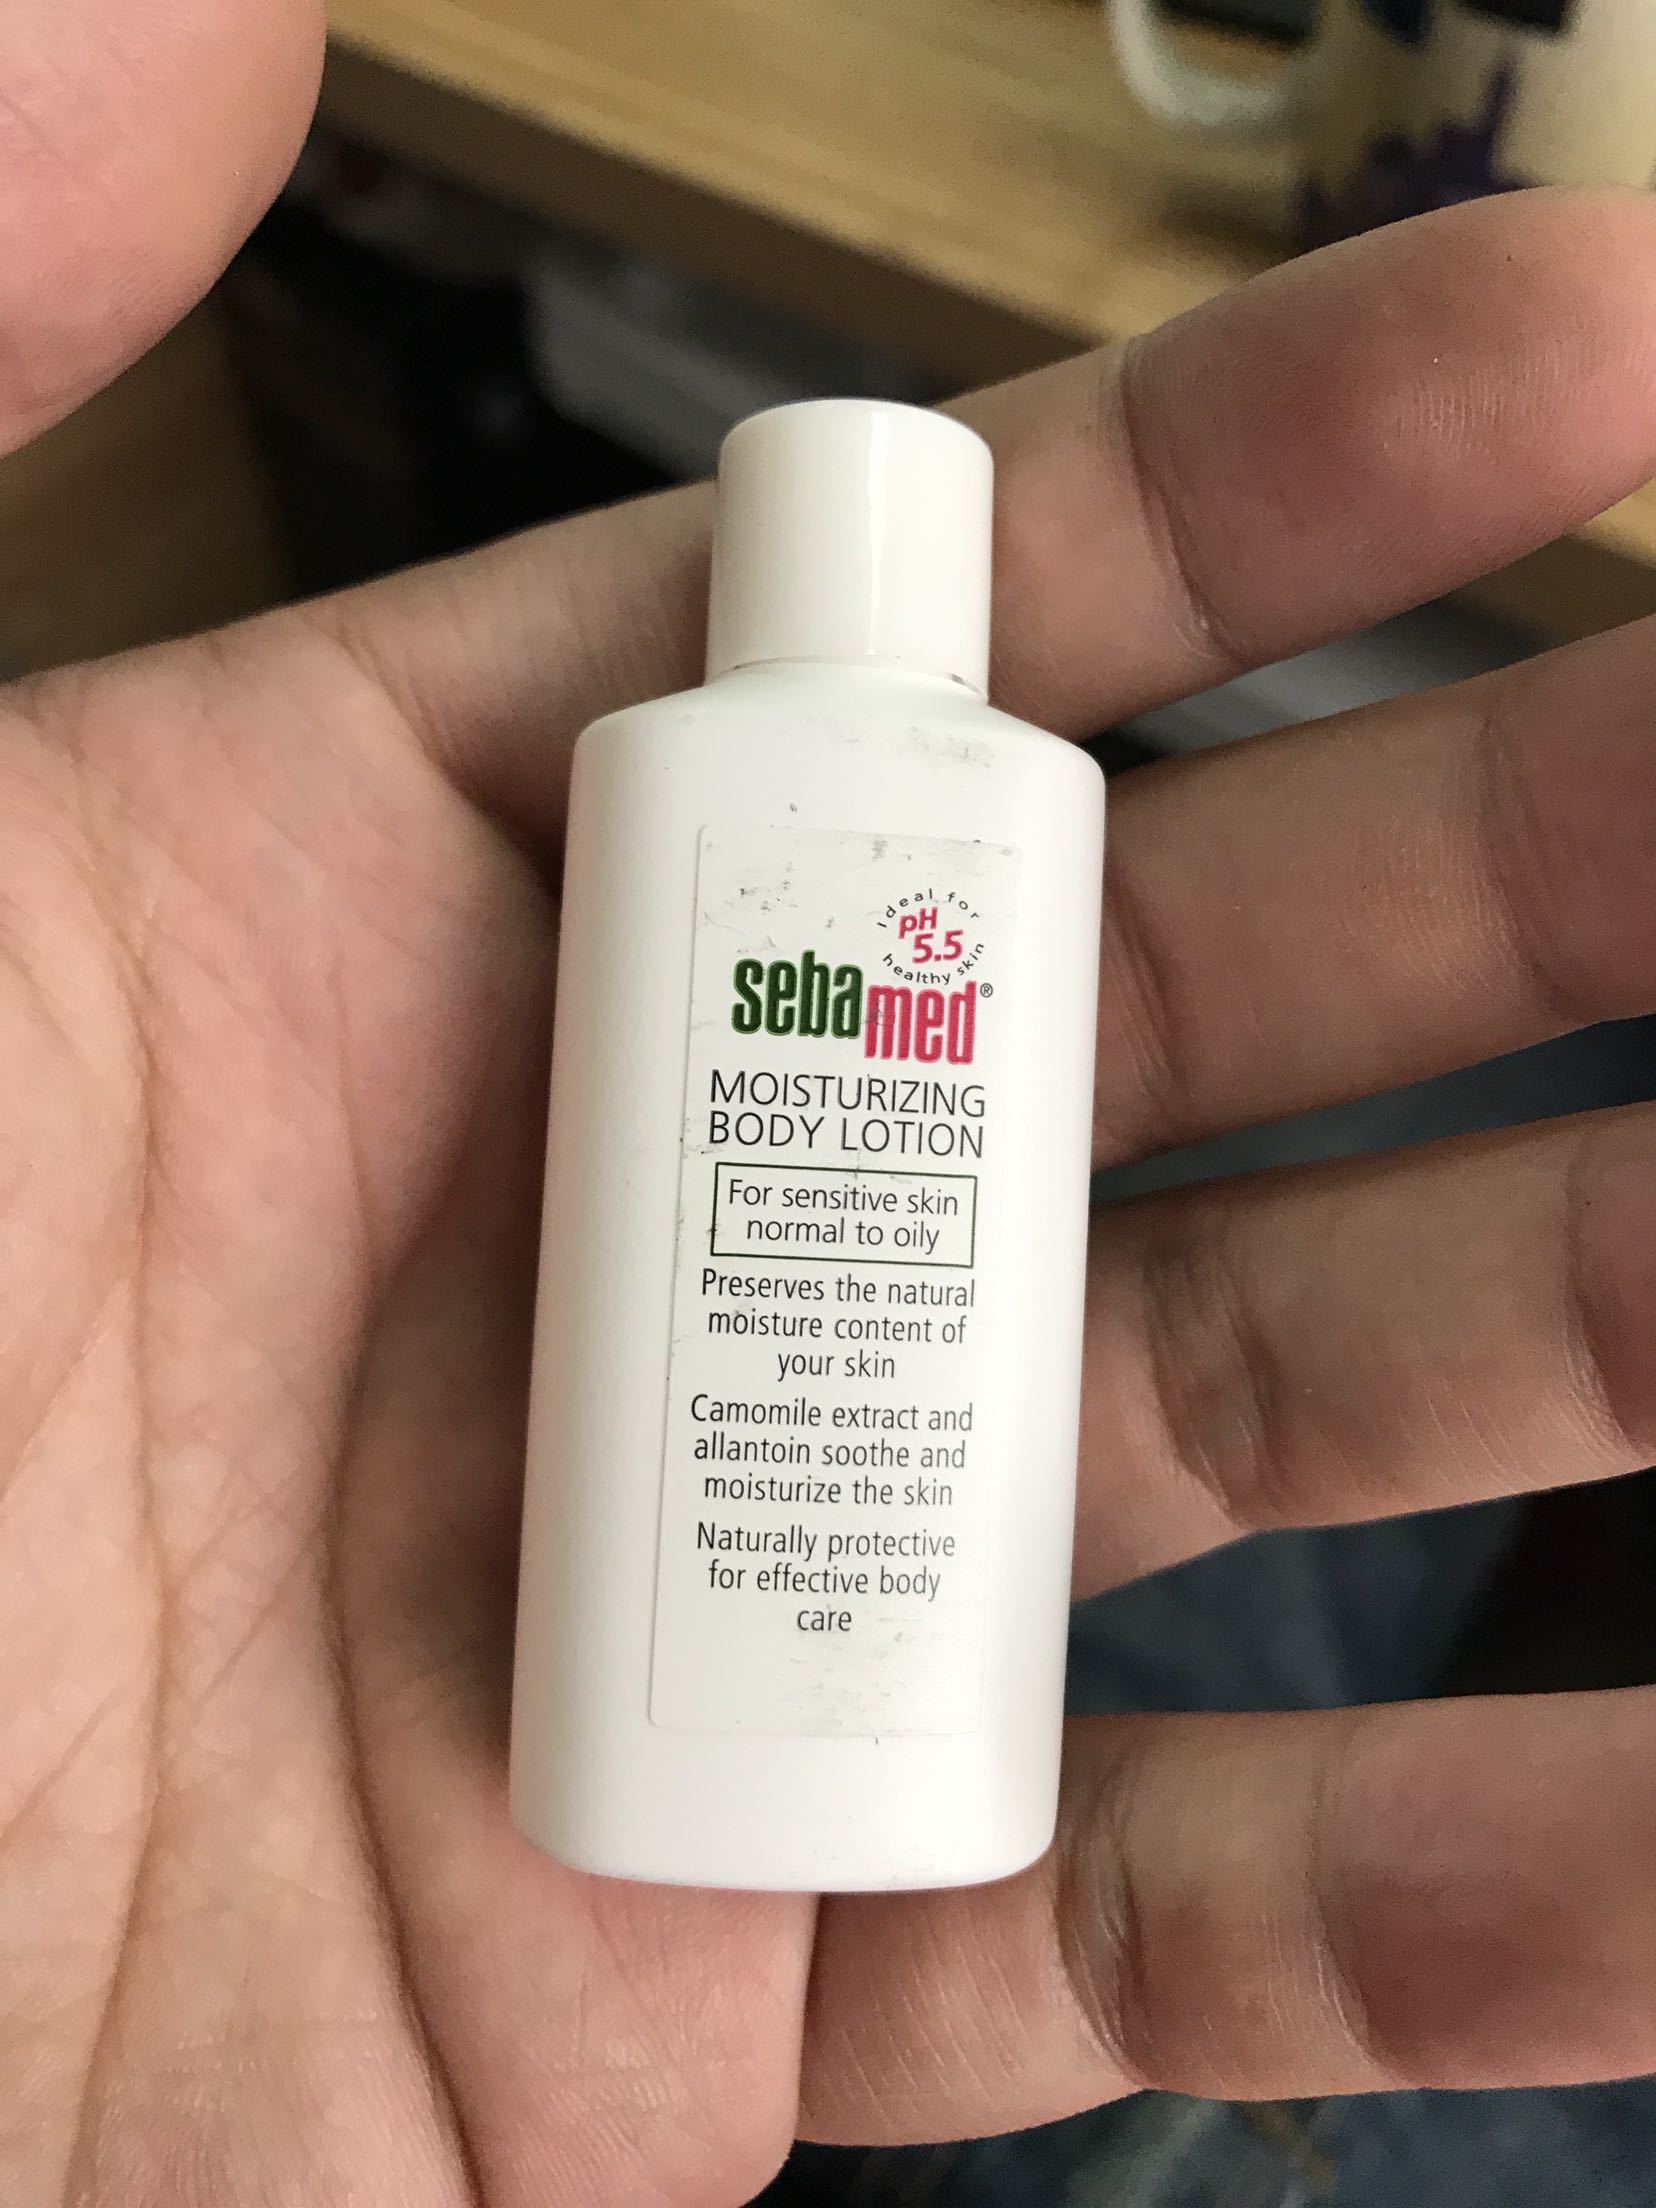 Ideal for
pH
5.5
healthy skin
sebamed®
MOISTURIZING
BODY LOTION
For sensitive skin
normal to oily
Preserves the natural
moisture content of
your skin
Camomile extract and
allantoin soothe and
moisturize the skin
Naturally protective
for effective body
care